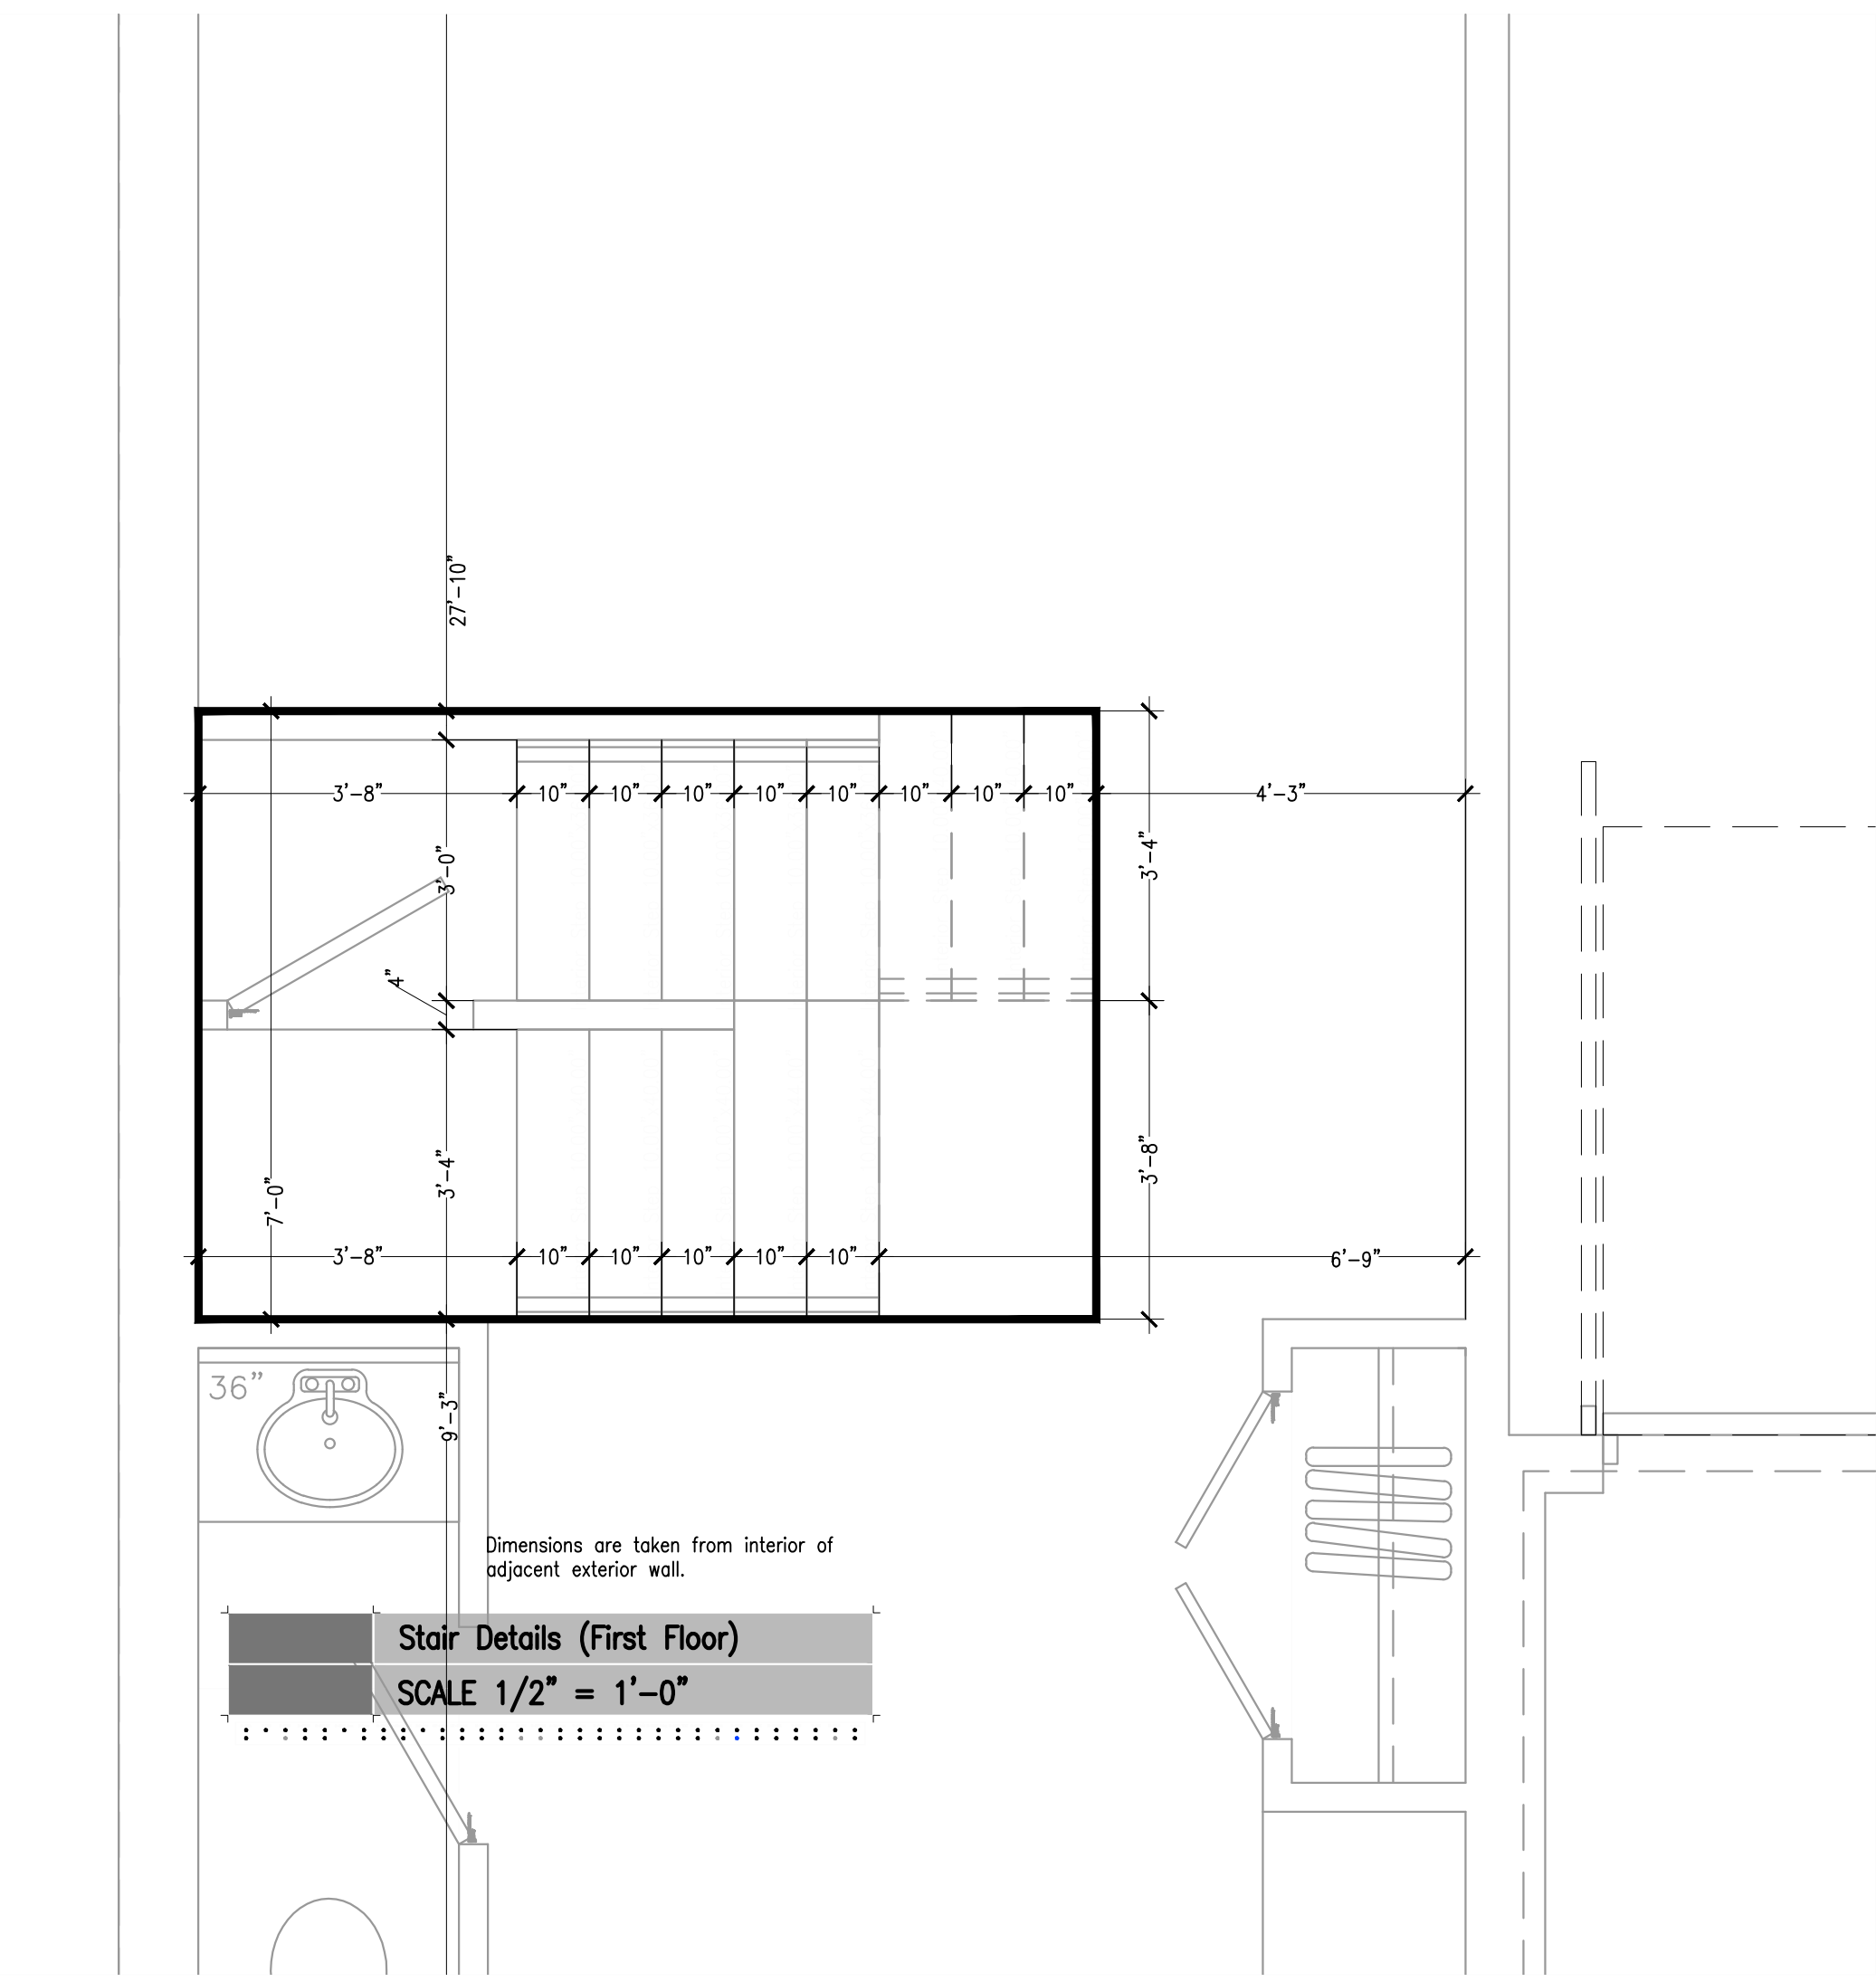 27'-10"
3'-8" 10" 10" 10" 10" 10" 10" 10" 10" 4'-3"
3'-0"
3'-4"
4"
3'-4"
3'-8"
7'-0"
3'-8" 10" 10" 10" 10" 10" 6'-9"
36"
9'-3"
Dimensions are taken from interior of
adjacent exterior wall.
Stair Details (First Floor)
SCALE 1/2" = 1'-0"